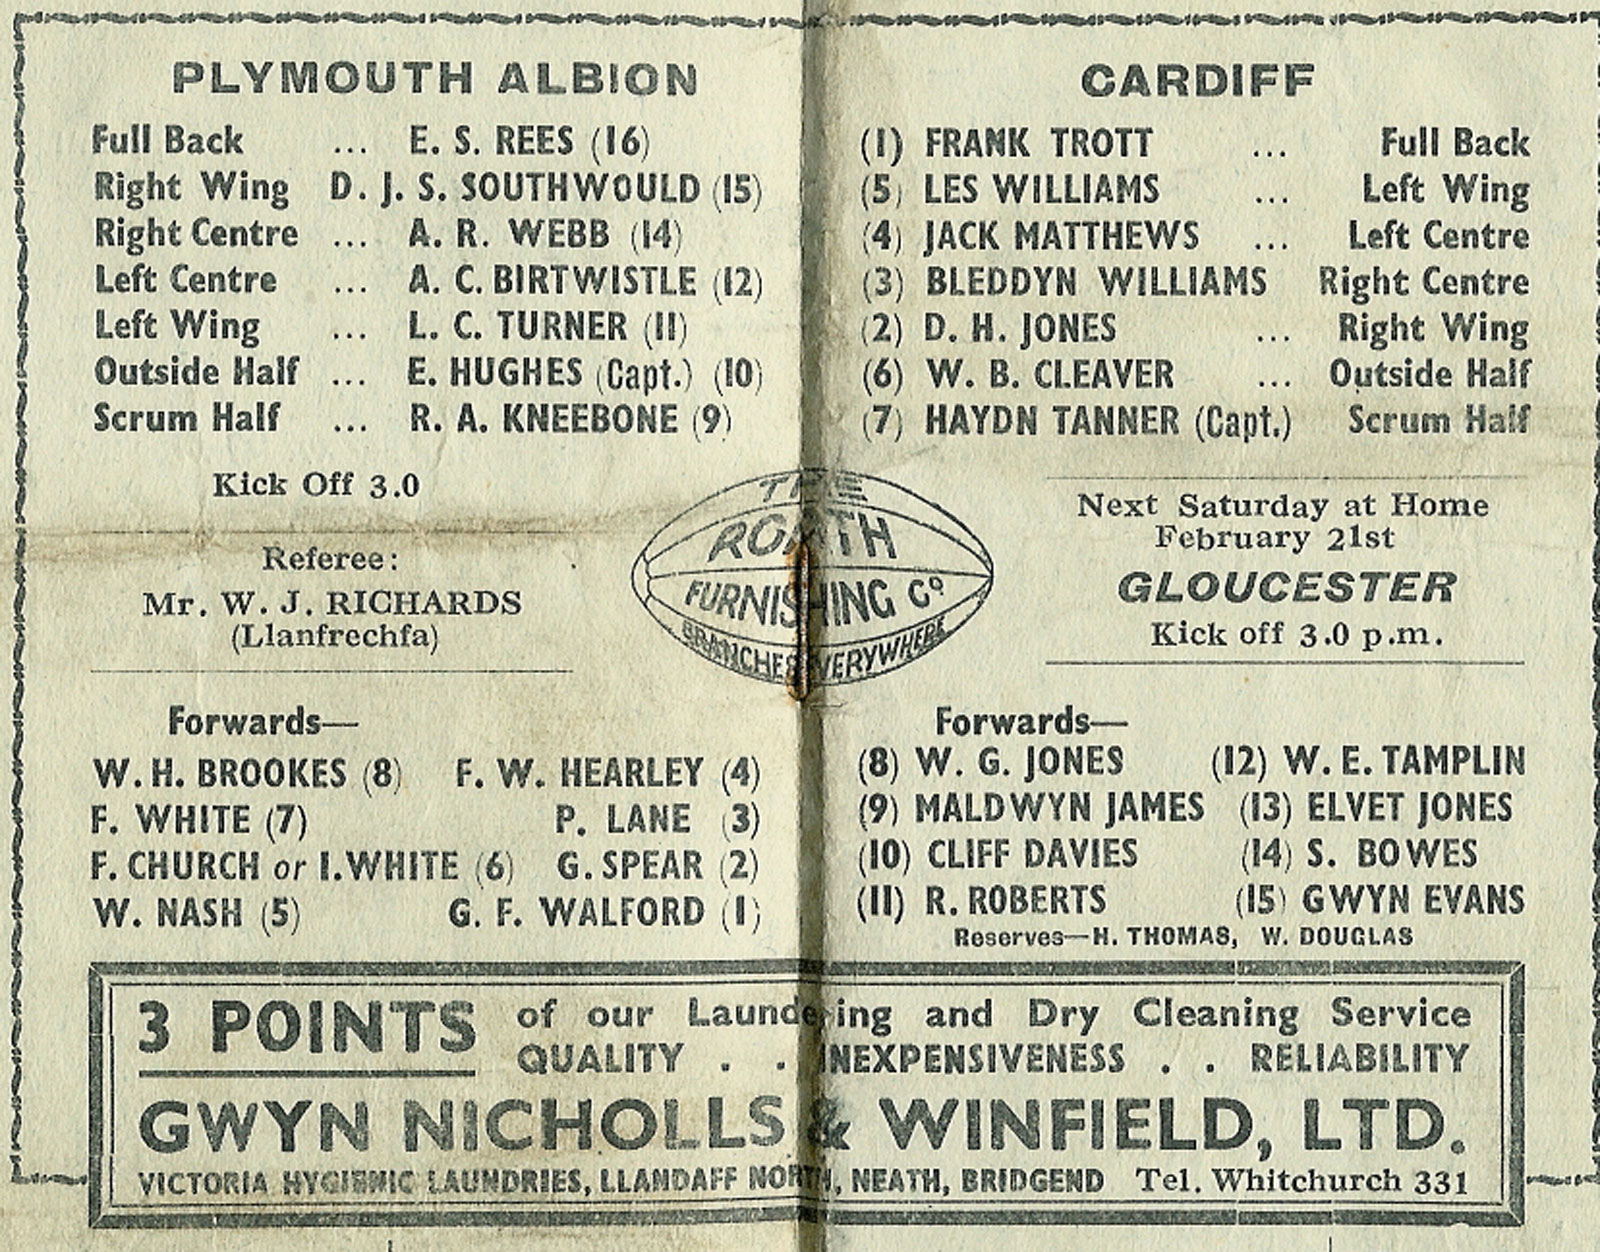 PLYMOUTH ALBION
Full Back ... E. S. REES (16)
Right Wing D. J. S. SOUTHWOULD (15)
Right Centre ... A. R. WEBB (14)
Left Centre ... A. C. BIRTWISTLE (12)
Left Wing ... L. C. TURNER (11)
Outside Half ... E. HUGHES (Capt.) (10)
Scrum Half ... R. A. KNEEBONE (9)
Kick Off 3.0
Referee:
Mr. W. J. RICHARDS
(Llanfrechfa)
Forwards—
W. H. BROOKES (8) F. W. HEARLEY (4)
F. WHITE (7) P. LANE (3)
F. CHURCH or I. WHITE (6) G. SPEAR (2)
W. NASH (5) G. F. WALFORD (1)
THE
ROATH
FURNISHING Co
BRANCHES EVERYWHERE
CARDIFF
(1) FRANK TROTT ... Full Back
(5) LES WILLIAMS ... Left Wing
(4) JACK MATTHEWS ... Left Centre
(3) BLEDDYN WILLIAMS Right Centre
(2) D. H. JONES ... Right Wing
(6) W. B. CLEAVER ... Outside Half
(7) HAYDN TANNER (Capt.) Scrum Half
Next Saturday at Home
February 21st
GLOUCESTER
Kick off 3.0 p.m.
Forwards—
(8) W. G. JONES (12) W. E. TAMPLIN
(9) MALDWYN JAMES (13) ELVET JONES
(10) CLIFF DAVIES (14) S. BOWES
(11) R. ROBERTS (15) GWYN EVANS
Reserves—H. THOMAS, W. DOUGLAS
3 POINTS of our Laundering and Dry Cleaning Service
QUALITY . . INEXPENSIVENESS . . RELIABILITY
GWYN NICHOLLS & WINFIELD, LTD.
VICTORIA HYGIENIC LAUNDRIES, LLANDAFF NORTH, NEATH, BRIDGEND Tel. Whitchurch 331